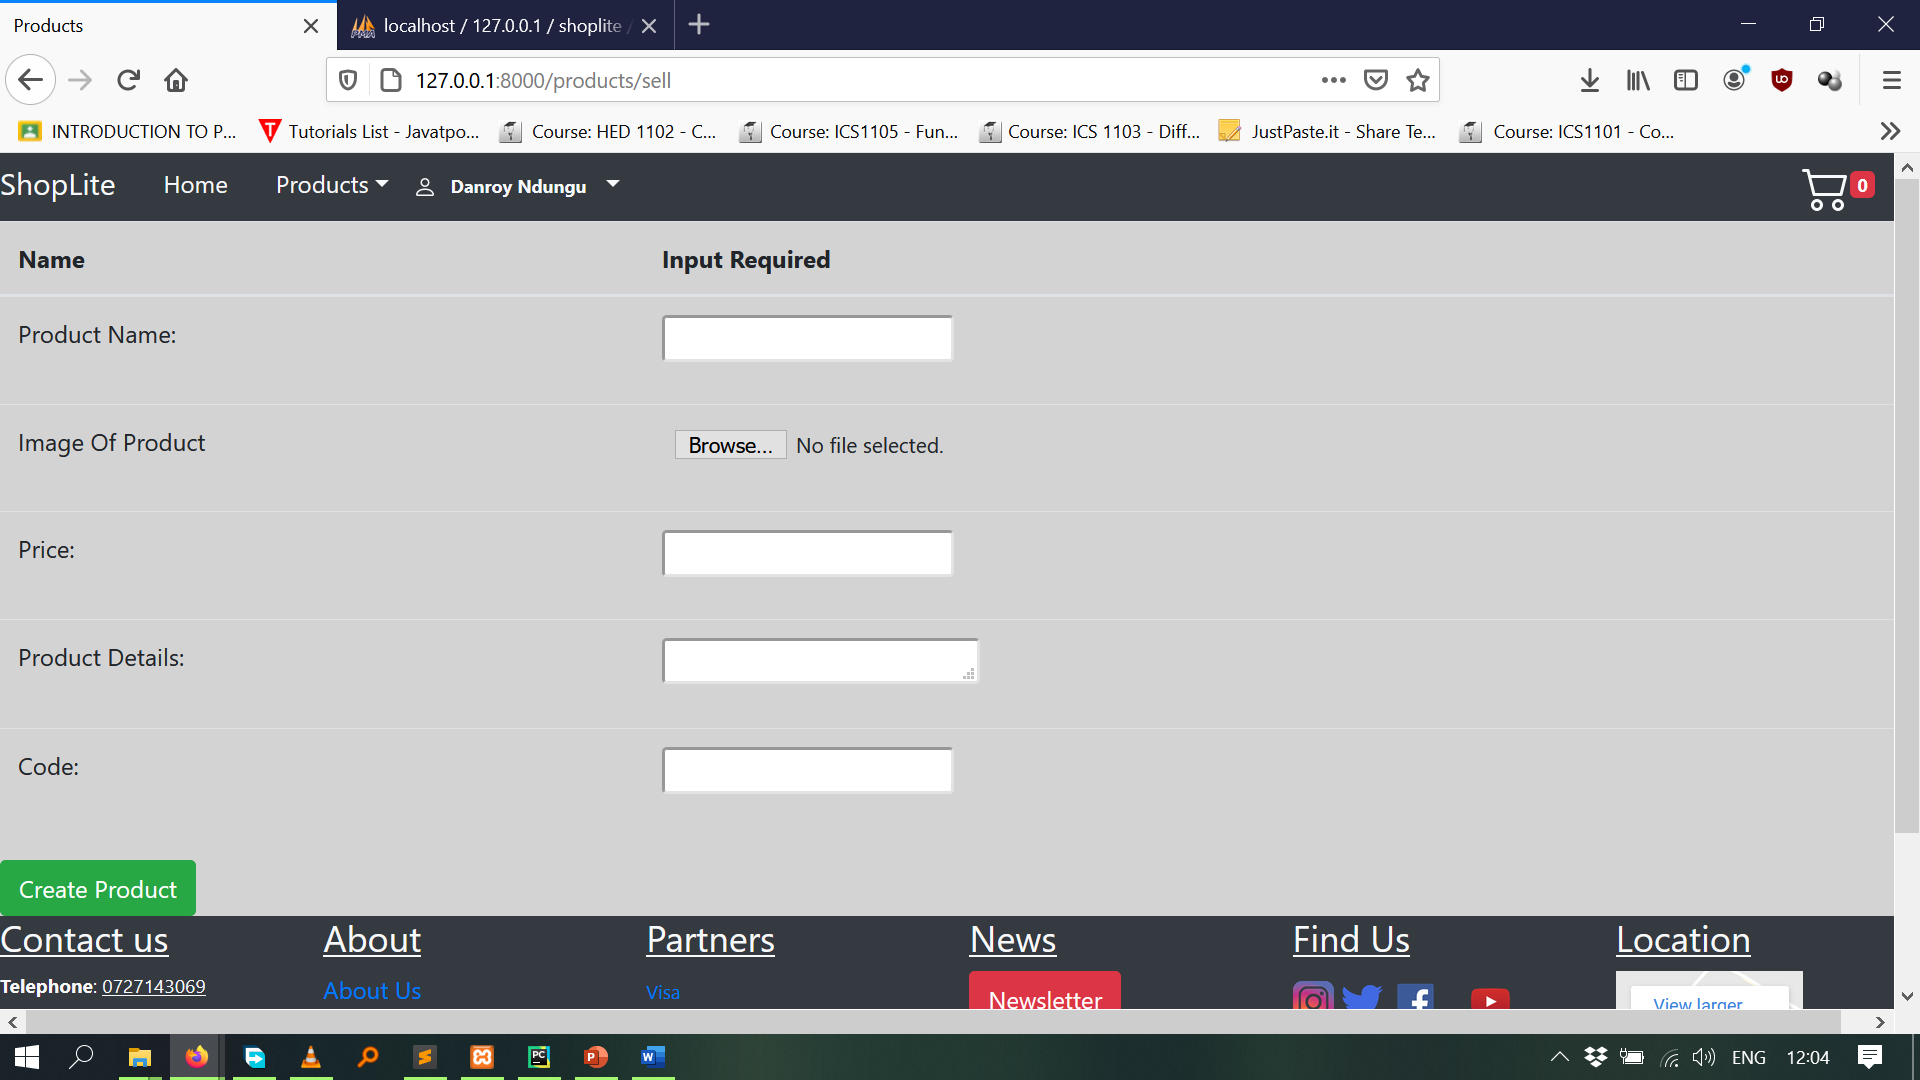 Products
localhost / 127.0.0.1 / shoplite /
127.0.0.1:8000/products/sell
INTRODUCTION TO P...
Tutorials List - Javatpo...
Course: HED 1102 - C...
Course: ICS1105 - Fun...
Course: ICS 1103 - Diff...
JustPaste.it - Share Te...
Course: ICS1101 - Co...
ShopLite Home Products Danroy Ndungu 0
Name Input Required
Product Name:
Image Of Product Browse... No file selected.
Price:
Product Details:
Code:
Create Product
Contact us About Partners News Find Us Location
Telephone: 0727143069 About Us Visa Newsletter View larger
ENG 12:04